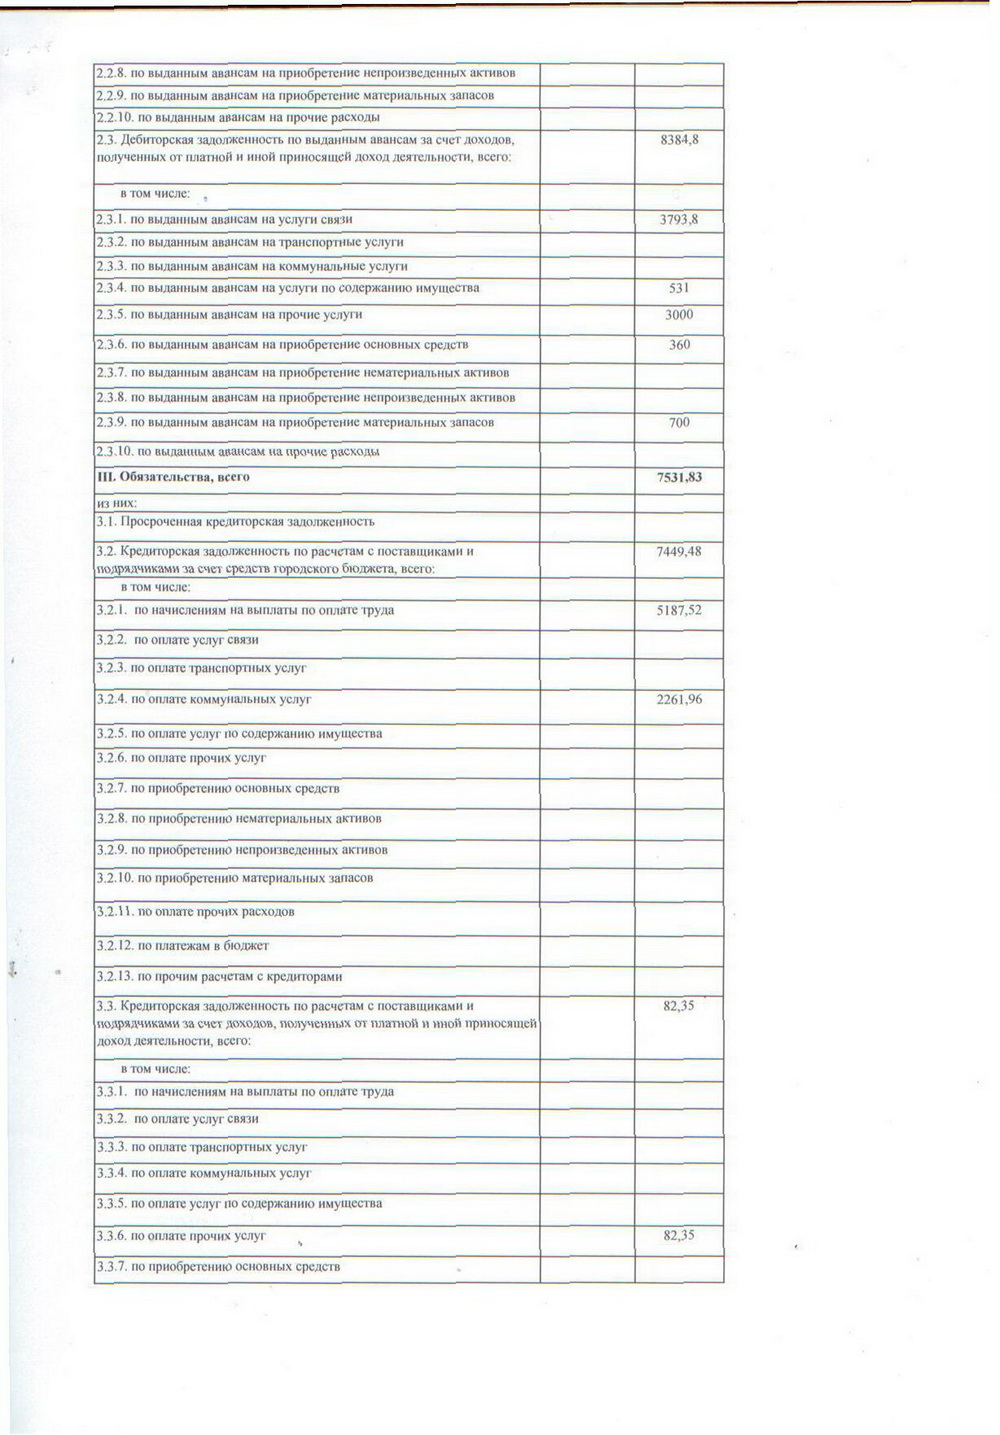 2.2.8. по выданным авансам на приобретение непроизведенных активов
2.2.9. по выданным авансам на приобретение материальных запасов
2.2.10. по выданным авансам на прочие расходы
2.3. Дебиторская задолженность по выданным авансам за счет доходов, 8384,8
полученных от платной и иной приносящей доход деятельности, всего:
в том числе:
2.3.1. по выданным авансам на услуги связи 3793,8
2.3.2. по выданным авансам на транспортные услуги
2.3.3. по выданным авансам на коммунальные услуги
2.3.4. по выданным авансам на услуги по содержанию имущества 531
2.3.5. по выданным авансам на прочие услуги 3000
2.3.6. по выданным авансам на приобретение основных средств 360
2.3.7. по выданным авансам на приобретение нематериальных активов
2.3.8. по выданным авансам на приобретение непроизведенных активов
2.3.9. по выданным авансам на приобретение материальных запасов 700
2.3.10. по выданным авансам на прочие расходы
III. Обязательства, всего 7531,83
из них:
3.1. Просроченная кредиторская задолженность
3.2. Кредиторская задолженность по расчетам с поставщиками и 7449,48
подрядчиками за счет средств городского бюджета, всего:
в том числе:
3.2.1. по начислениям на выплаты по оплате труда 5187,52
3.2.2. по оплате услуг связи
3.2.3. по оплате транспортных услуг
3.2.4. по оплате коммунальных услуг 2261,96
3.2.5. по оплате услуг по содержанию имущества
3.2.6. по оплате прочих услуг
3.2.7. по приобретению основных средств
3.2.8. по приобретению нематериальных активов
3.2.9. по приобретению непроизведенных активов
3.2.10. по приобретению материальных запасов
3.2.11. по оплате прочих расходов
3.2.12. по платежам в бюджет
3.2.13. по прочим расчетам с кредиторами
3.3. Кредиторская задолженность по расчетам с поставщиками и 82,35
подрядчиками за счет доходов, полученных от платной и иной приносящей
доход деятельности, всего:
в том числе:
3.3.1. по начислениям на выплаты по оплате труда
3.3.2. по оплате услуг связи
3.3.3. по оплате транспортных услуг
3.3.4. по оплате коммунальных услуг
3.3.5. по оплате услуг по содержанию имущества
3.3.6. по оплате прочих услуг 82,35
3.3.7. по приобретению основных средств